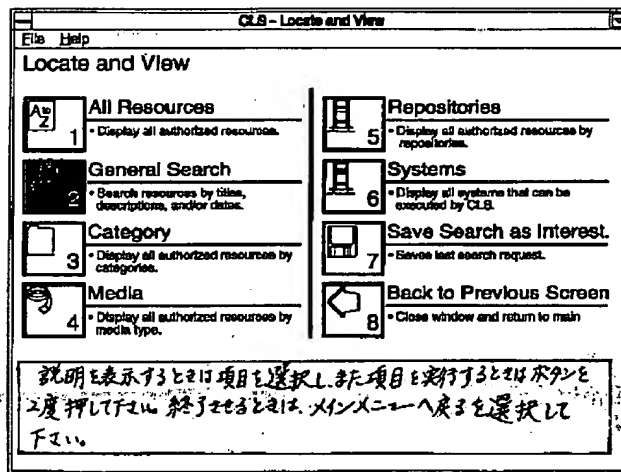 CLS - Locate and View
File Help
Locate and View
A to Z
1
All Resources
• Display all authorized resources.
2
General Search
• Search resources by titles,
descriptions, and/or dates.
3
Category
• Display all authorized resources by
categories.
4
Media
• Display all authorized resources by
media type.
5
Repositories
• Display all authorized resources by
repositories.
6
Systems
• Display all systems that can be
executed by CLS.
7
Save Search as Interest.
• Saves last search request.
8
Back to Previous Screen
• Close window and return to main
説明を表示するときは項目を選択し、また項目を実行するときはボタンを
2度押して下さい。終了させるときは、メインメニューへ戻るを選択して
下さい。